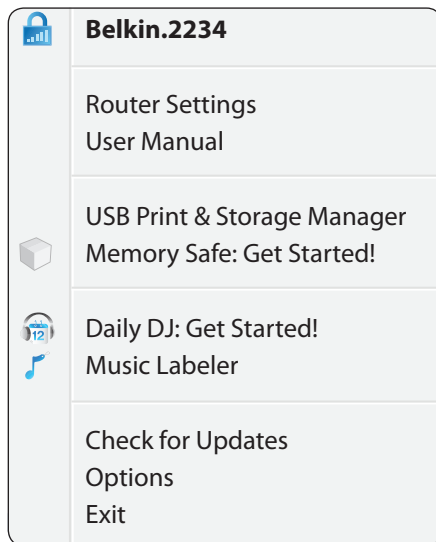 Belkin.2234
Router Settings
User Manual
USB Print & Storage Manager
Memory Safe: Get Started!
12
Daily DJ: Get Started!
Music Labeler
Check for Updates
Options
Exit